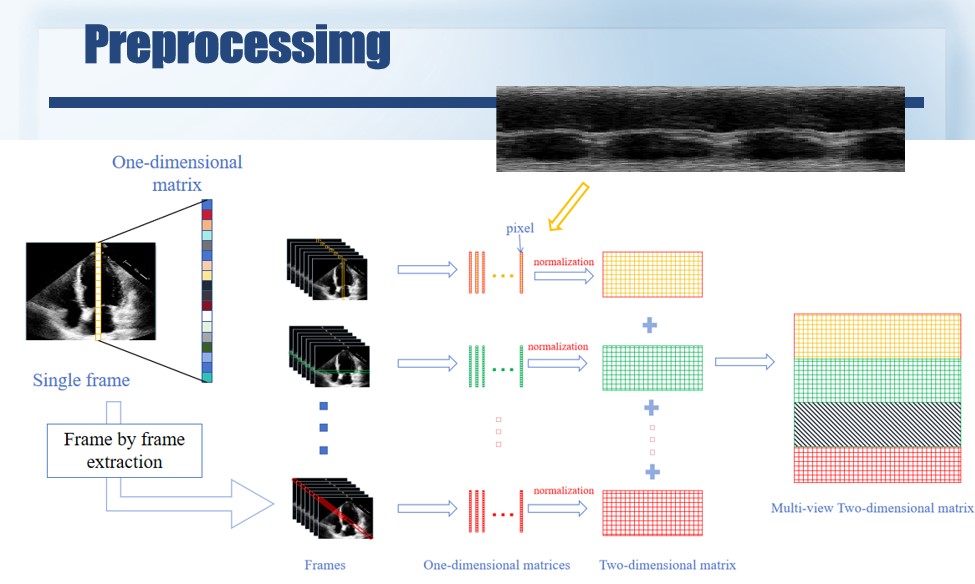 Preprocessimg
One-dimensional
matrix
pixel
normalization
normalization
Single frame
Frame by frame
extraction
normalization
Multi-view Two-dimensional matrix
Frames
One-dimensional matrices
Two-dimensional matrix